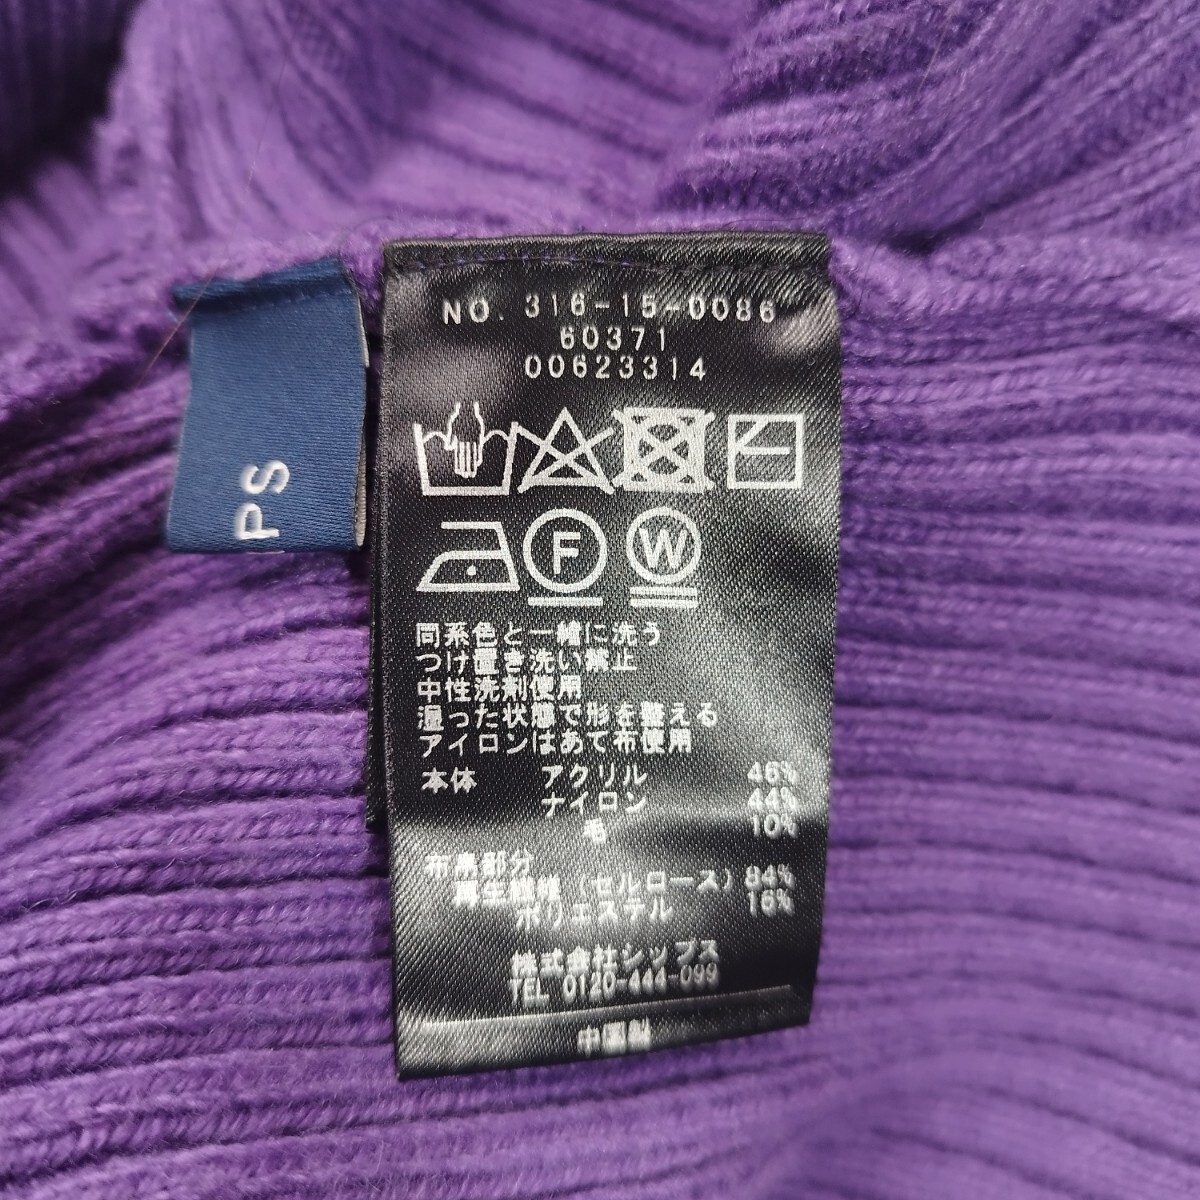 NO. 316-15-0086
60371
00623314
F W
同系色と一緒に洗う
つけ置き洗い禁止
中性洗剤使用
湿った状態で形を整える
アイロンはあて布使用
本体 アクリル 46%
ナイロン 44%
毛 10%
布帛部分
再生繊維(セルロース) 84%
ポリエステル 16%
株式会社シップス
TEL 0120-444-099
中国製
PS